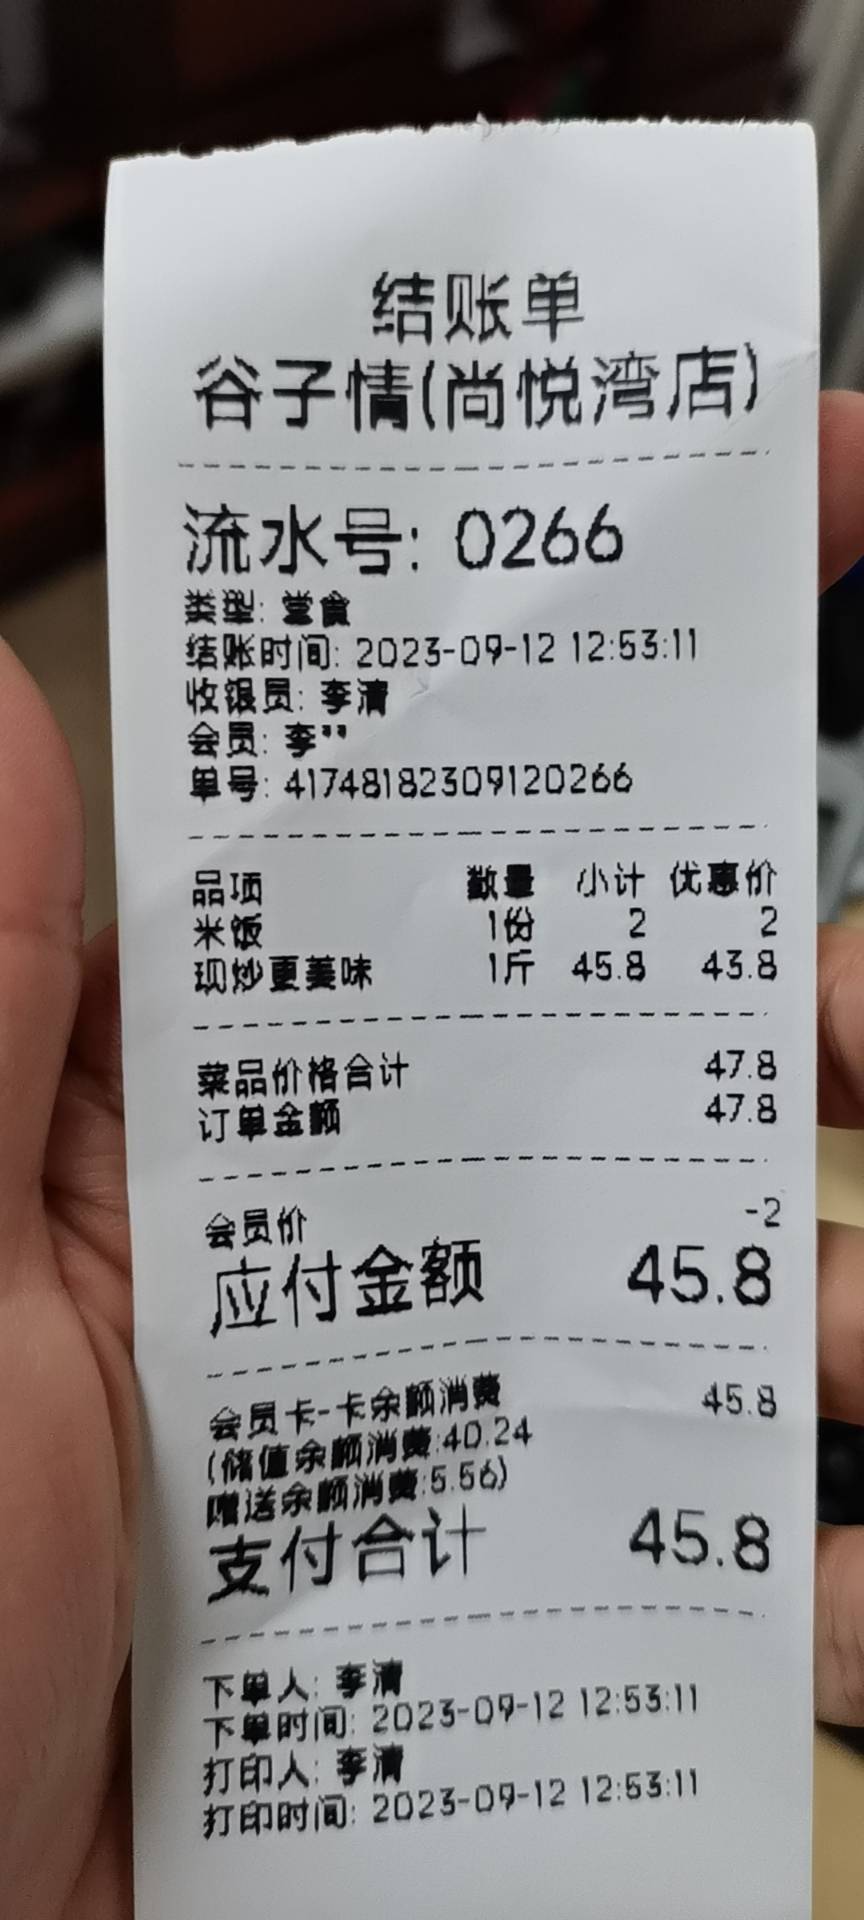 结账单
谷子情(尚悦湾店)
流水号: 0266
类型: 堂食
结账时间: 2023-09-12 12:53:11
收银员: 李清
会员: 李**
单号: 41748182309120266
品项 数量 小计 优惠价
米饭 1份 2 2
现炒更美味 1斤 45.8 43.8
菜品价格合计 47.8
订单金额 47.8
会员价 -2
应付金额 45.8
会员卡-卡余额消费 45.8
(储值余额消费:40.24
赠送余额消费:5.56)
支付合计 45.8
下单人: 李清
下单时间: 2023-09-12 12:53:11
打印人: 李清
打印时间: 2023-09-12 12:53:11